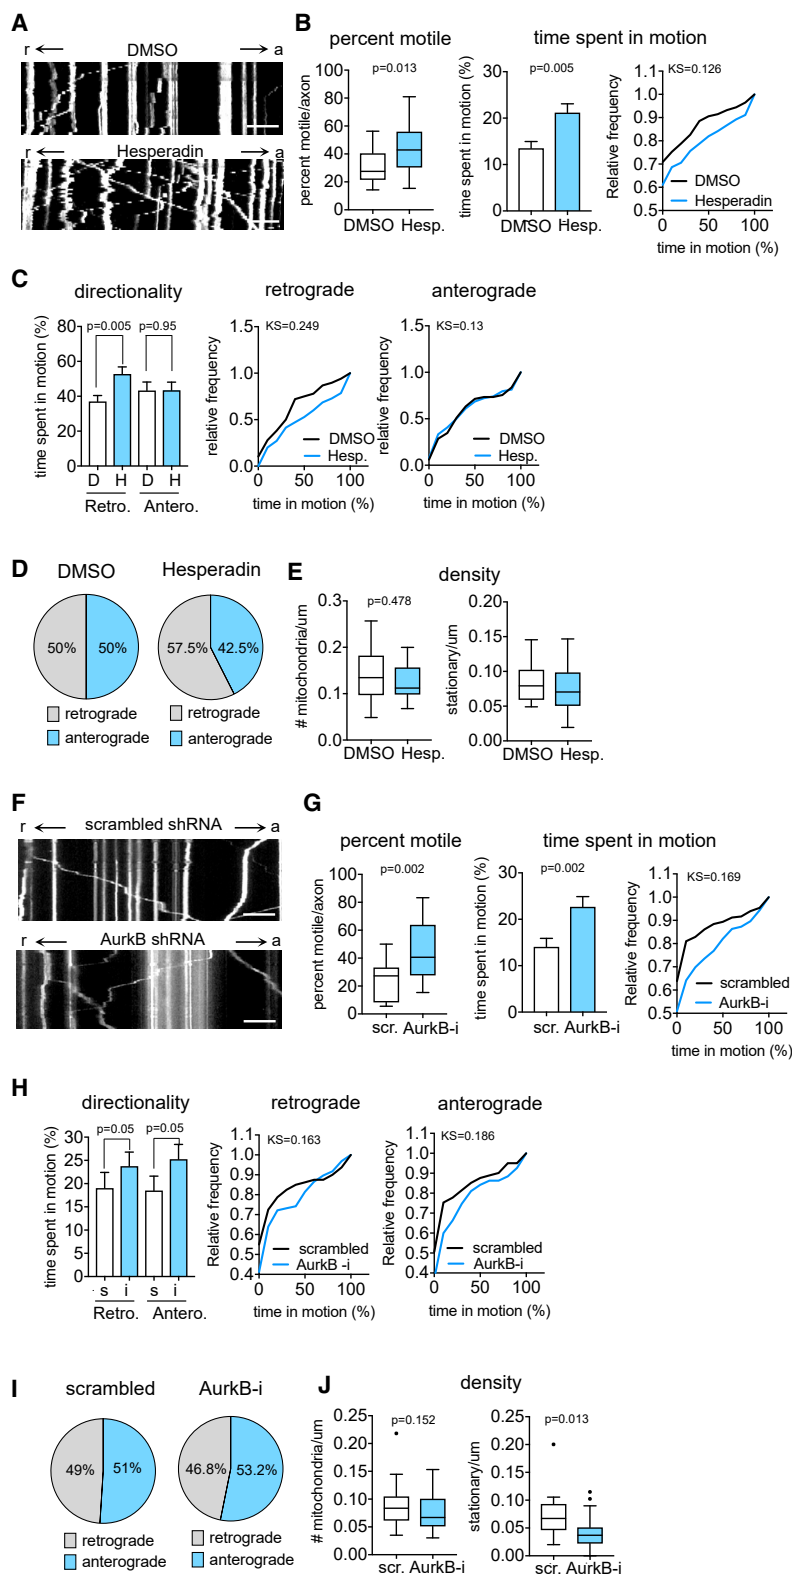 A
r ← DMSO → a
r ← Hesperadin → a
B
percent motile
time spent in motion
percent motile/axon
100
80
60
40
20
0
p=0.013
DMSO Hesp.
time spent in motion (%)
30
20
10
0
p=0.005
DMSO Hesp.
Relative frequency
1.1
1.0
0.9
0.8
0.7
0.6
0.5
KS=0.126
DMSO
Hesperadin
0 50 100
time in motion (%)
C
directionality
retrograde
anterograde
time spent in motion (%)
80
60
40
20
0
p=0.005 p=0.95
D H D H
Retro. Antero.
relative frequency
1.5
1.0
0.5
0.0
KS=0.249
DMSO
Hesp.
0 50 100
time in motion (%)
relative frequency
1.5
1.0
0.5
0.0
KS=0.13
DMSO
Hesp.
0 50 100
time in motion (%)
D
DMSO
Hesperadin
50% 50%
57.5% 42.5%
retrograde
anterograde
retrograde
anterograde
E
density
# mitochondria/um
0.3
0.2
0.1
0.0
p=0.478
DMSO Hesp.
stationary/um
0.20
0.15
0.10
0.05
0.00
DMSO Hesp.
F
r ← scrambled shRNA → a
r ← AurkB shRNA → a
G
percent motile
time spent in motion
percent motile/axon
100
80
60
40
20
0
p=0.002
scr. AurkB-i
time spent in motion (%)
30
20
10
0
p=0.002
scr. AurkB-i
Relative frequency
1.1
1.0
0.9
0.8
0.7
0.6
0.5
KS=0.169
scrambled
AurkB-i
0 50 100
time in motion (%)
H
directionality
retrograde
anterograde
time spent in motion (%)
30
25
20
15
10
5
0
p=0.05 p=0.05
s i s i
Retro. Antero.
Relative frequency
1.1
1.0
0.9
0.8
0.7
0.6
0.5
0.4
KS=0.163
scrambled
AurkB -i
0 50 100
time in motion (%)
Relative frequency
1.1
1.0
0.9
0.8
0.7
0.6
0.5
0.4
KS=0.186
scrambled
AurkB-i
0 50 100
time in motion (%)
I
scrambled
AurkB-i
49% 51%
46.8% 53.2%
retrograde
anterograde
retrograde
anterograde
J
density
# mitochondria/um
0.25
0.20
0.15
0.10
0.05
0.00
p=0.152
scr. AurkB-i
stationary/um
0.25
0.20
0.15
0.10
0.05
0.00
p=0.013
scr. AurkB-i